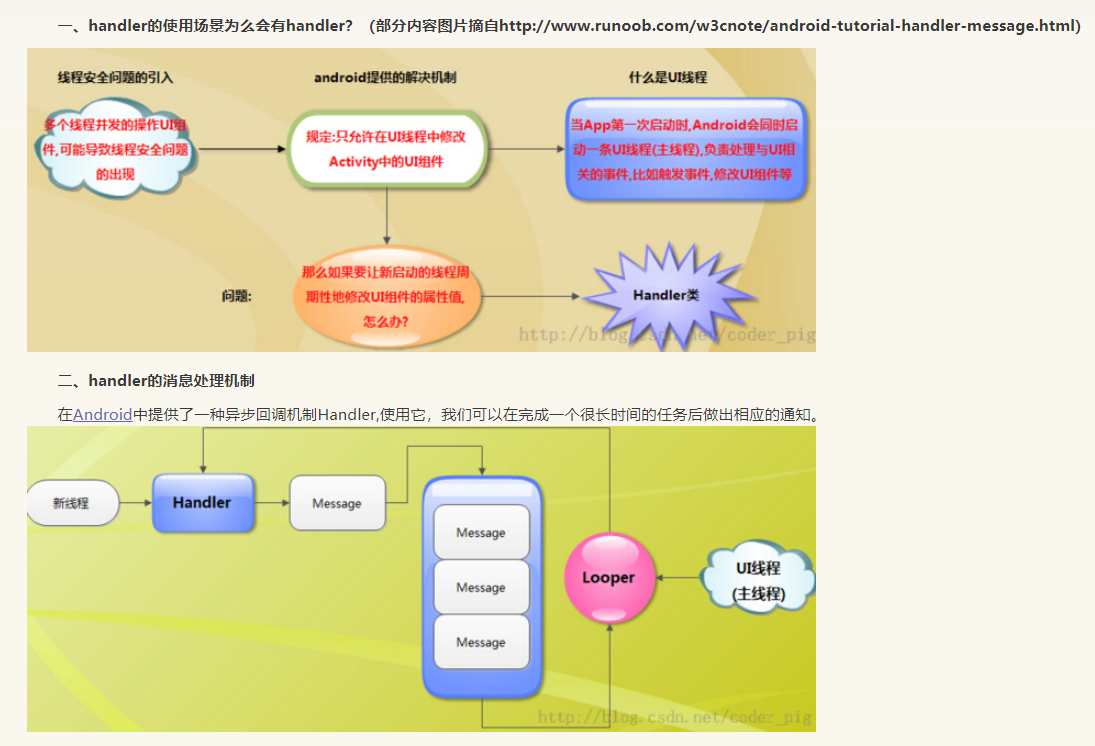 一、handler的使用场景为么会有handler？（部分内容图片摘自http://www.runoob.com/w3cnote/android-tutorial-handler-message.html)
线程安全问题的引入
android提供的解决机制
什么是UI线程
多个线程并发的操作UI组
件,可能导致线程安全问题
的出现
规定:只允许在UI线程中修改
Activity中的UI组件
当App第一次启动时,Android会同时启
动一条UI线程(主线程),负责处理与UI相
关的事件,比如触发事件,修改UI组件等
问题:
那么如果要让新启动的线程周
期性地修改UI组件的属性值,
怎么办?
Handler类
http://blog.csdn.net/coder_pig
二、handler的消息处理机制
在Android中提供了一种异步回调机制Handler,使用它，我们可以在完成一个很长时间的任务后做出相应的通知。
新线程
Handler
Message
Message
Message
Message
Looper
UI线程
(主线程)
http://blog.csdn.net/coder_pig